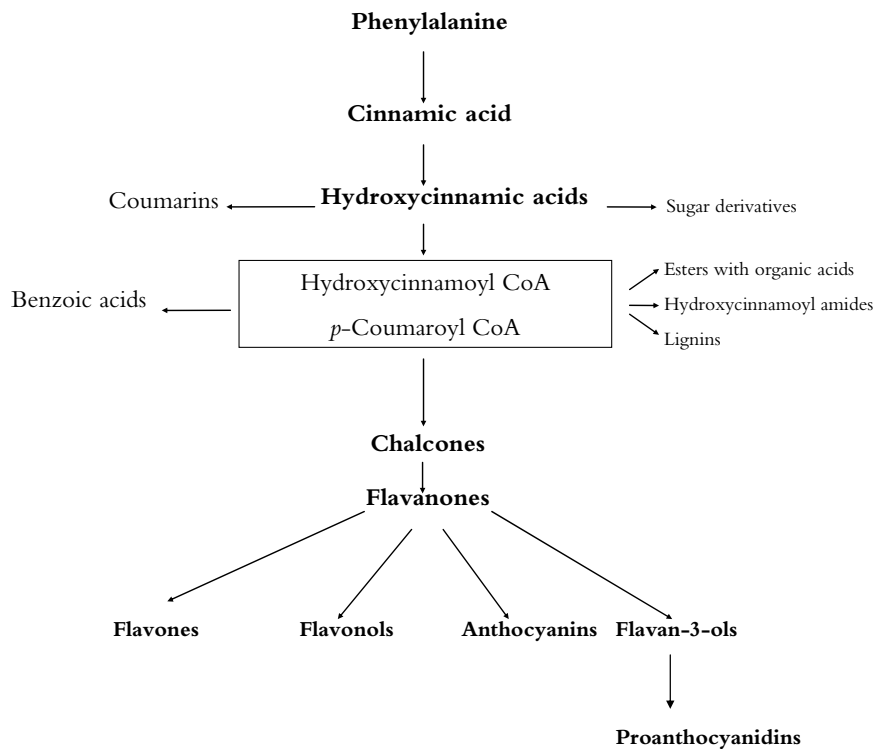 Phenylalanine
Cinnamic acid
Coumarins
Hydroxycinnamic acids
Sugar derivatives
Benzoic acids
Hydroxycinnamoyl CoA
p-Coumaroyl CoA
Esters with organic acids
Hydroxycinnamoyl amides
Lignins
Chalcones
Flavanones
Flavones
Flavonols
Anthocyanins
Flavan-3-ols
Proanthocyanidins